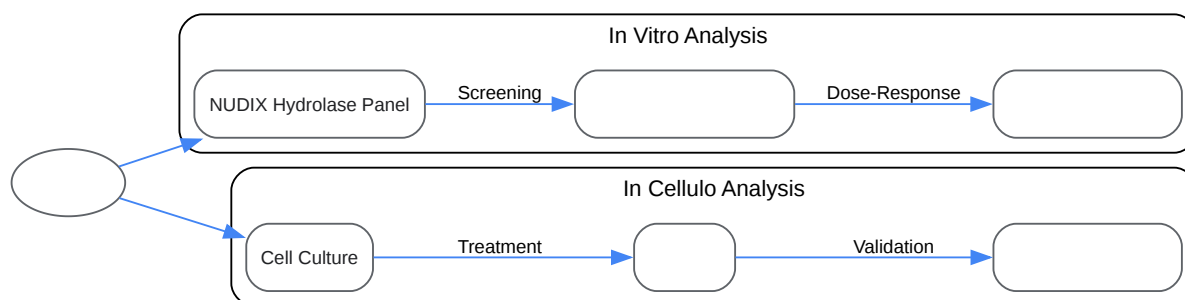 In Vitro Analysis
NUDIX Hydrolase Panel
Screening
Dose-Response
In Cellulo Analysis
Cell Culture
Treatment
Validation